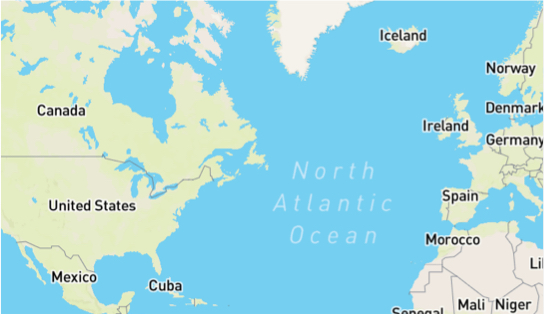 Iceland
Norway
Canada
Denmark
Ireland
Germany
North
Atlantic
Ocean
United States
Spain
Morocco
Mexico
Cuba
Li
Mali
Niger
Senegal